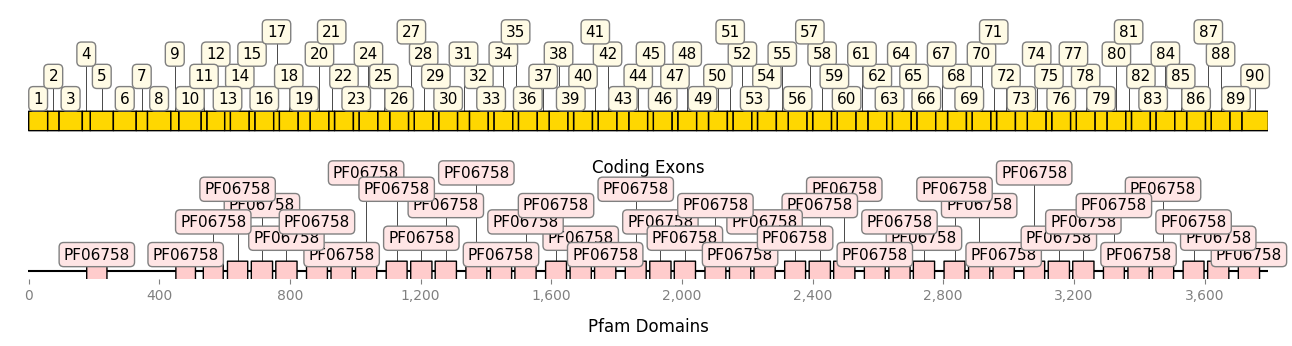 17 21 27 35 41 51 57 71 81 87
4 9 12 15 20 24 28 31 34 38 42 45 48 52 55 58 61 64 67 70 74 77 80 84 88
2 5 7 11 14 18 22 25 29 32 37 40 44 47 50 54 59 62 65 68 72 75 78 82 85 90
1 3 6 8 10 13 16 19 23 26 30 33 36 39 43 46 49 53 56 60 63 66 69 73 76 79 83 86 89
Coding Exons
PF06758 PF06758 PF06758
PF06758 PF06758 PF06758 PF06758 PF06758 PF06758
PF06758 PF06758 PF06758 PF06758 PF06758 PF06758 PF06758
PF06758 PF06758 PF06758 PF06758 PF06758 PF06758 PF06758 PF06758
PF06758 PF06758 PF06758 PF06758 PF06758 PF06758 PF06758 PF06758
PF06758 PF06758 PF06758 PF06758 PF06758 PF06758 PF06758 PF06758 PF06758 PF06758
0 400 800 1,200 1,600 2,000 2,400 2,800 3,200 3,600
Pfam Domains